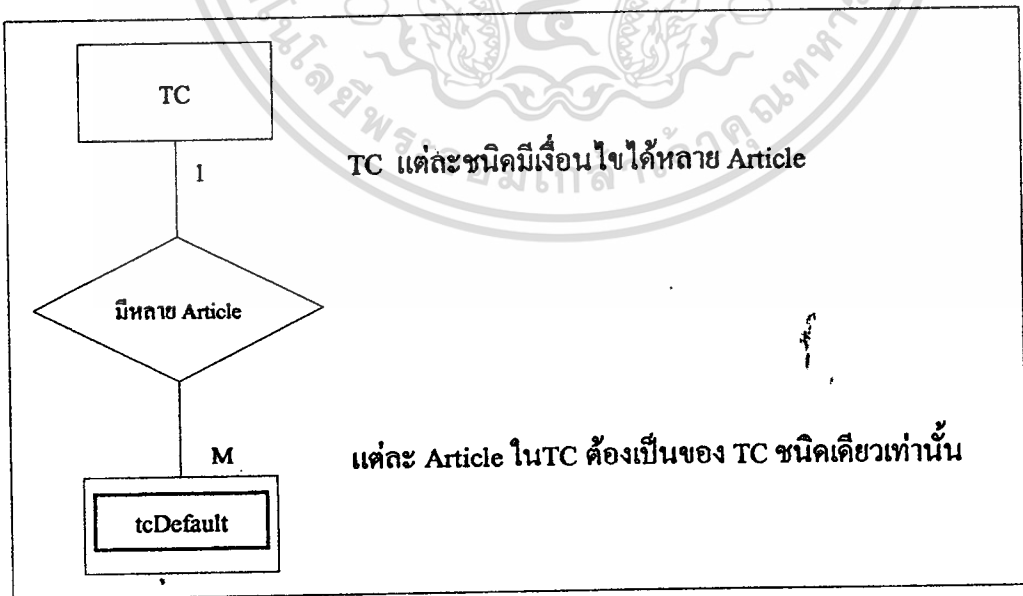 TC
1
TC แต่ละชนิดมีเงื่อนไขได้หลาย Article
มีหลาย Article
M
แต่ละ Article ในTC ต้องเป็นของ TC ชนิดเดียวเท่านั้น
tcDefault